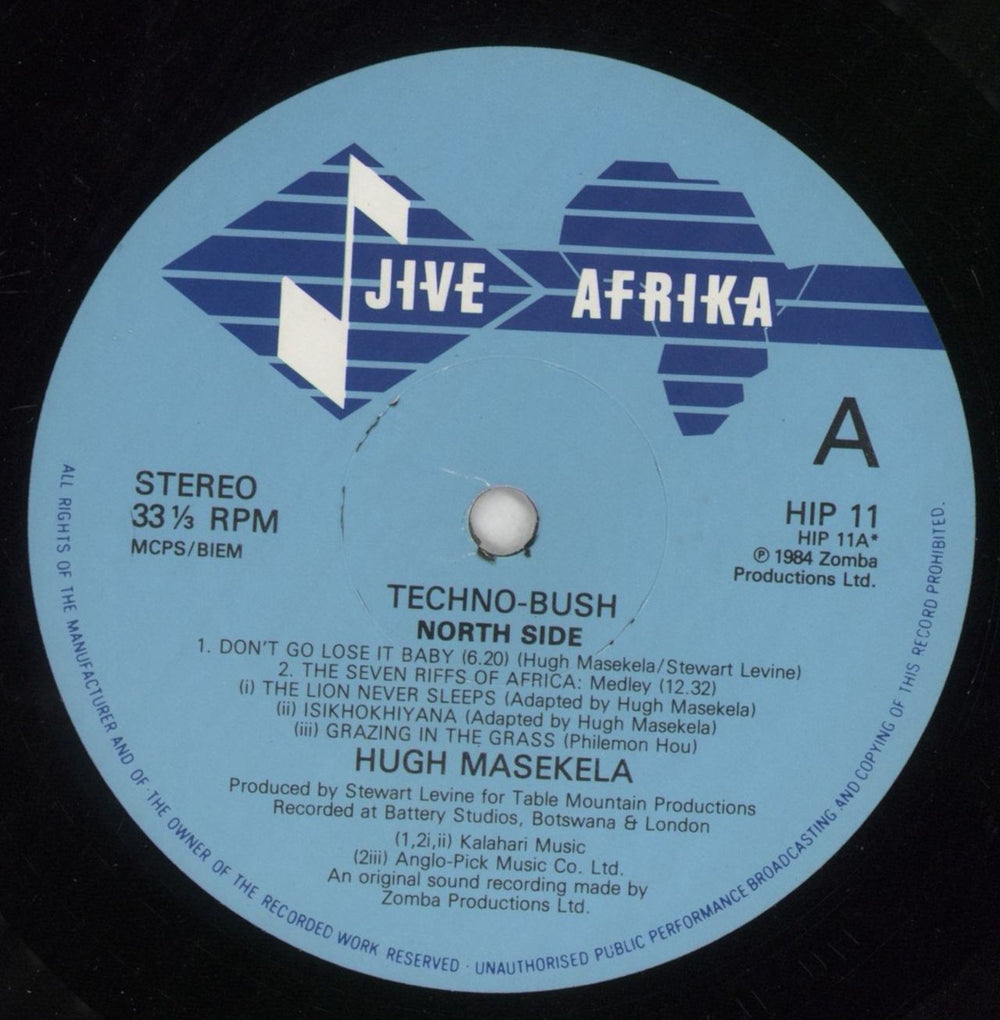 JIVE AFRIKA
A
STEREO
33 ⅓ RPM
MCPS/BIEM
HIP 11
HIP 11A*
℗ 1984 Zomba
Productions Ltd.
TECHNO-BUSH
NORTH SIDE
1. DON'T GO LOSE IT BABY (6.20) (Hugh Masekela/Stewart Levine)
2. THE SEVEN RIFFS OF AFRICA: Medley (12.32)
(i) THE LION NEVER SLEEPS (Adapted by Hugh Masekela)
(ii) ISIKHOKHIYANA (Adapted by Hugh Masekela)
(iii) GRAZING IN THE GRASS (Philemon Hou)
HUGH MASEKELA
Produced by Stewart Levine for Table Mountain Productions
Recorded at Battery Studios, Botswana & London
(1,2i,ii) Kalahari Music
(2iii) Anglo-Pick Music Co. Ltd.
An original sound recording made by
Zomba Productions Ltd.
ALL RIGHTS OF THE MANUFACTURER AND OF THE OWNER OF THE RECORDED WORK RESERVED · UNAUTHORISED PUBLIC PERFORMANCE BROADCASTING AND COPYING OF THIS RECORD PROHIBITED.